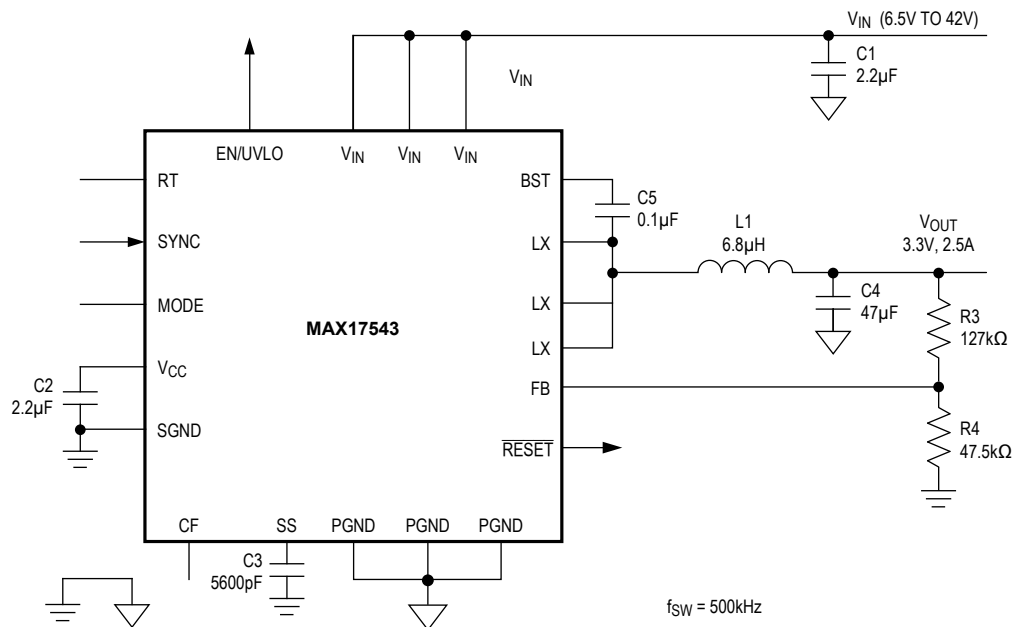 VIN (6.5V TO 42V)
C1
2.2µF
VIN
EN/UVLO
VIN
VIN
VIN
RT
BST
C5
0.1µF
SYNC
LX
L1
6.8µH
VOUT
3.3V, 2.5A
MODE
LX
C4
47µF
R3
127kΩ
MAX17543
LX
VCC
C2
2.2µF
FB
SGND
RESET
R4
47.5kΩ
CF
SS
PGND
PGND
PGND
C3
5600pF
fSW = 500kHz